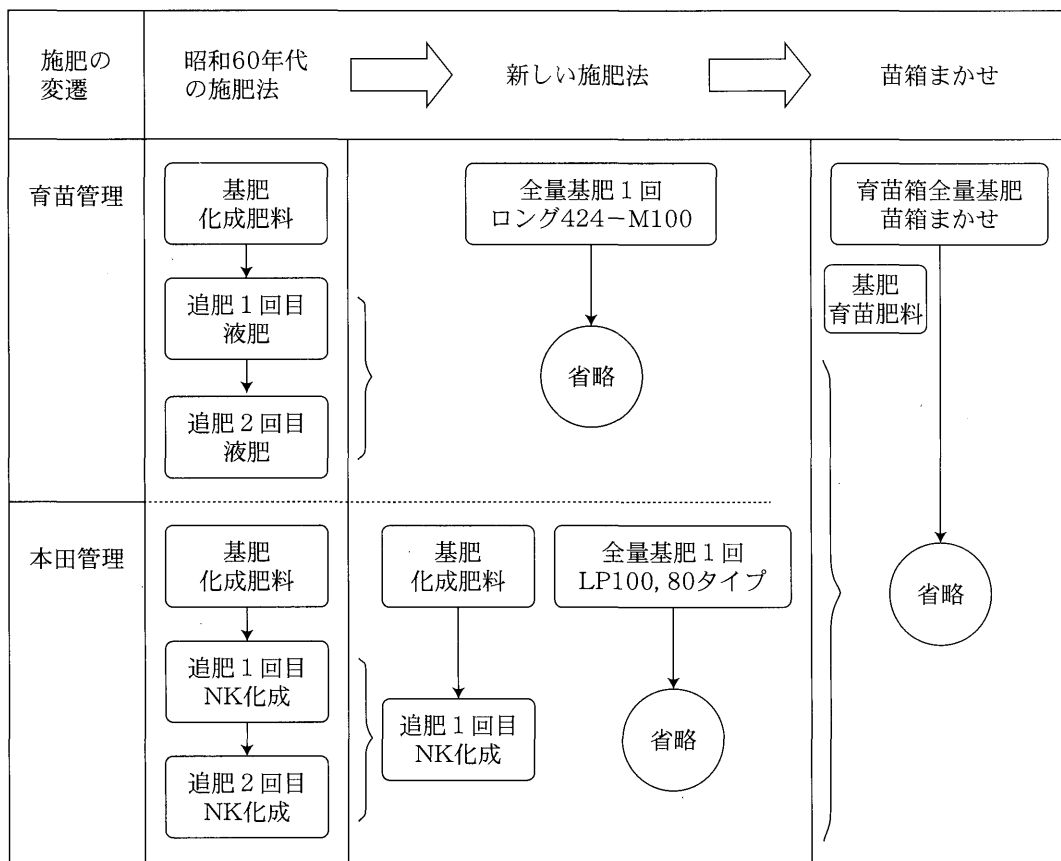 施肥の
変遷
昭和60年代
の施肥法
新しい施肥法
苗箱まかせ
育苗管理
基肥
化成肥料
追肥1回目
液肥
追肥2回目
液肥
全量基肥1回
ロング424－M100
省略
育苗箱全量基肥
苗箱まかせ
基肥
育苗肥料
省略
本田管理
基肥
化成肥料
追肥1回目
NK化成
追肥2回目
NK化成
基肥
化成肥料
追肥1回目
NK化成
全量基肥1回
LP100, 80タイプ
省略